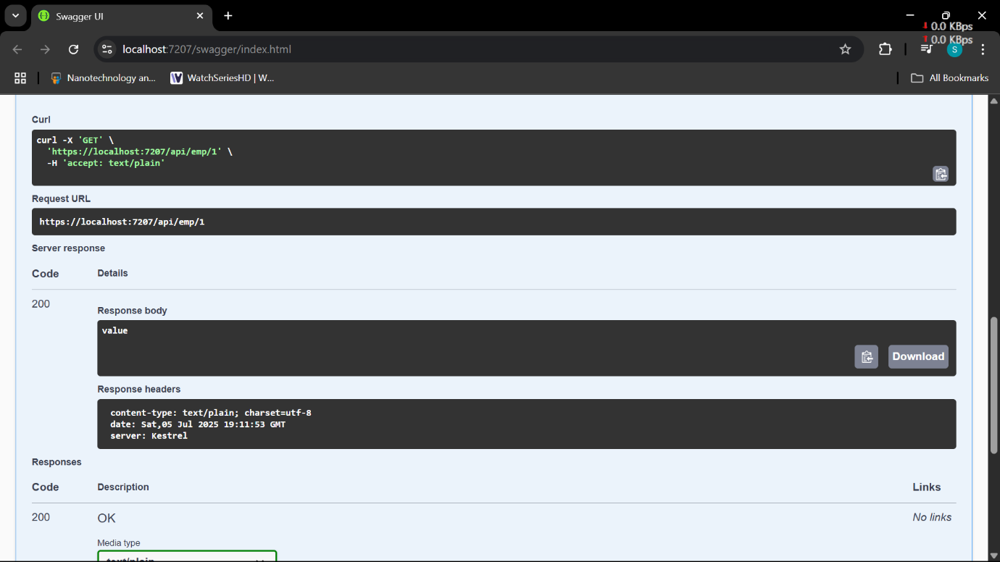 Swagger UI
0.0 KBps
0.0 KBps
localhost:7207/swagger/index.html
S
Nanotechnology an...
WatchSeriesHD | W...
All Bookmarks
Curl
curl -X 'GET' \
'https://localhost:7207/api/emp/1' \
-H 'accept: text/plain'
Request URL
https://localhost:7207/api/emp/1
Server response
Code Details
200
Response body
value
Download
Response headers
content-type: text/plain; charset=utf-8
date: Sat,05 Jul 2025 19:11:53 GMT
server: Kestrel
Responses
Code Description Links
200 OK No links
Media type
text/plain